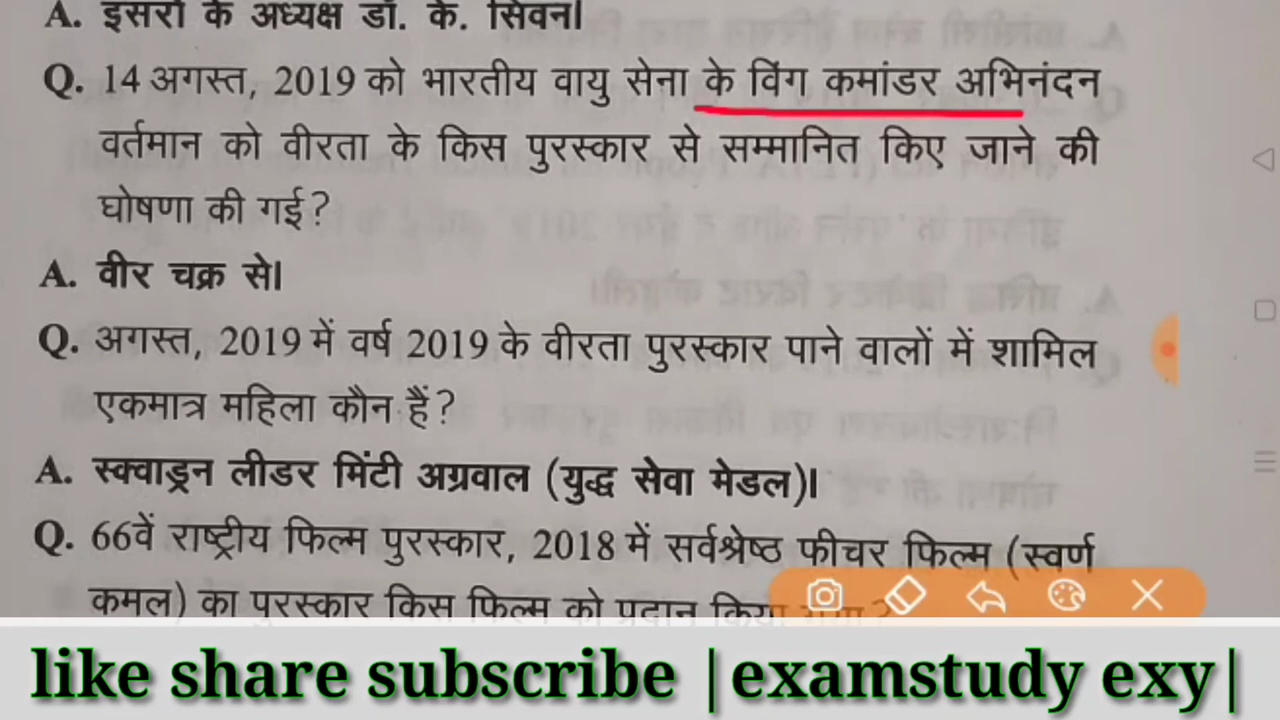 A. इसरो के अध्यक्ष डॉ. के. सिवन।
Q. 14 अगस्त, 2019 को भारतीय वायु सेना के विंग कमांडर अभिनंदन
वर्तमान को वीरता के किस पुरस्कार से सम्मानित किए जाने की
घोषणा की गई?
A. वीर चक्र से।
Q. अगस्त, 2019 में वर्ष 2019 के वीरता पुरस्कार पाने वालों में शामिल
एकमात्र महिला कौन हैं?
A. स्क्वाड्रन लीडर मिंटी अग्रवाल (युद्ध सेवा मेडल)।
Q. 66वें राष्ट्रीय फिल्म पुरस्कार, 2018 में सर्वश्रेष्ठ फीचर फिल्म (स्वर्ण
कमल) का पुरस्कार किस फिल्म को प्रदान किया गया?
like share subscribe |examstudy exy|